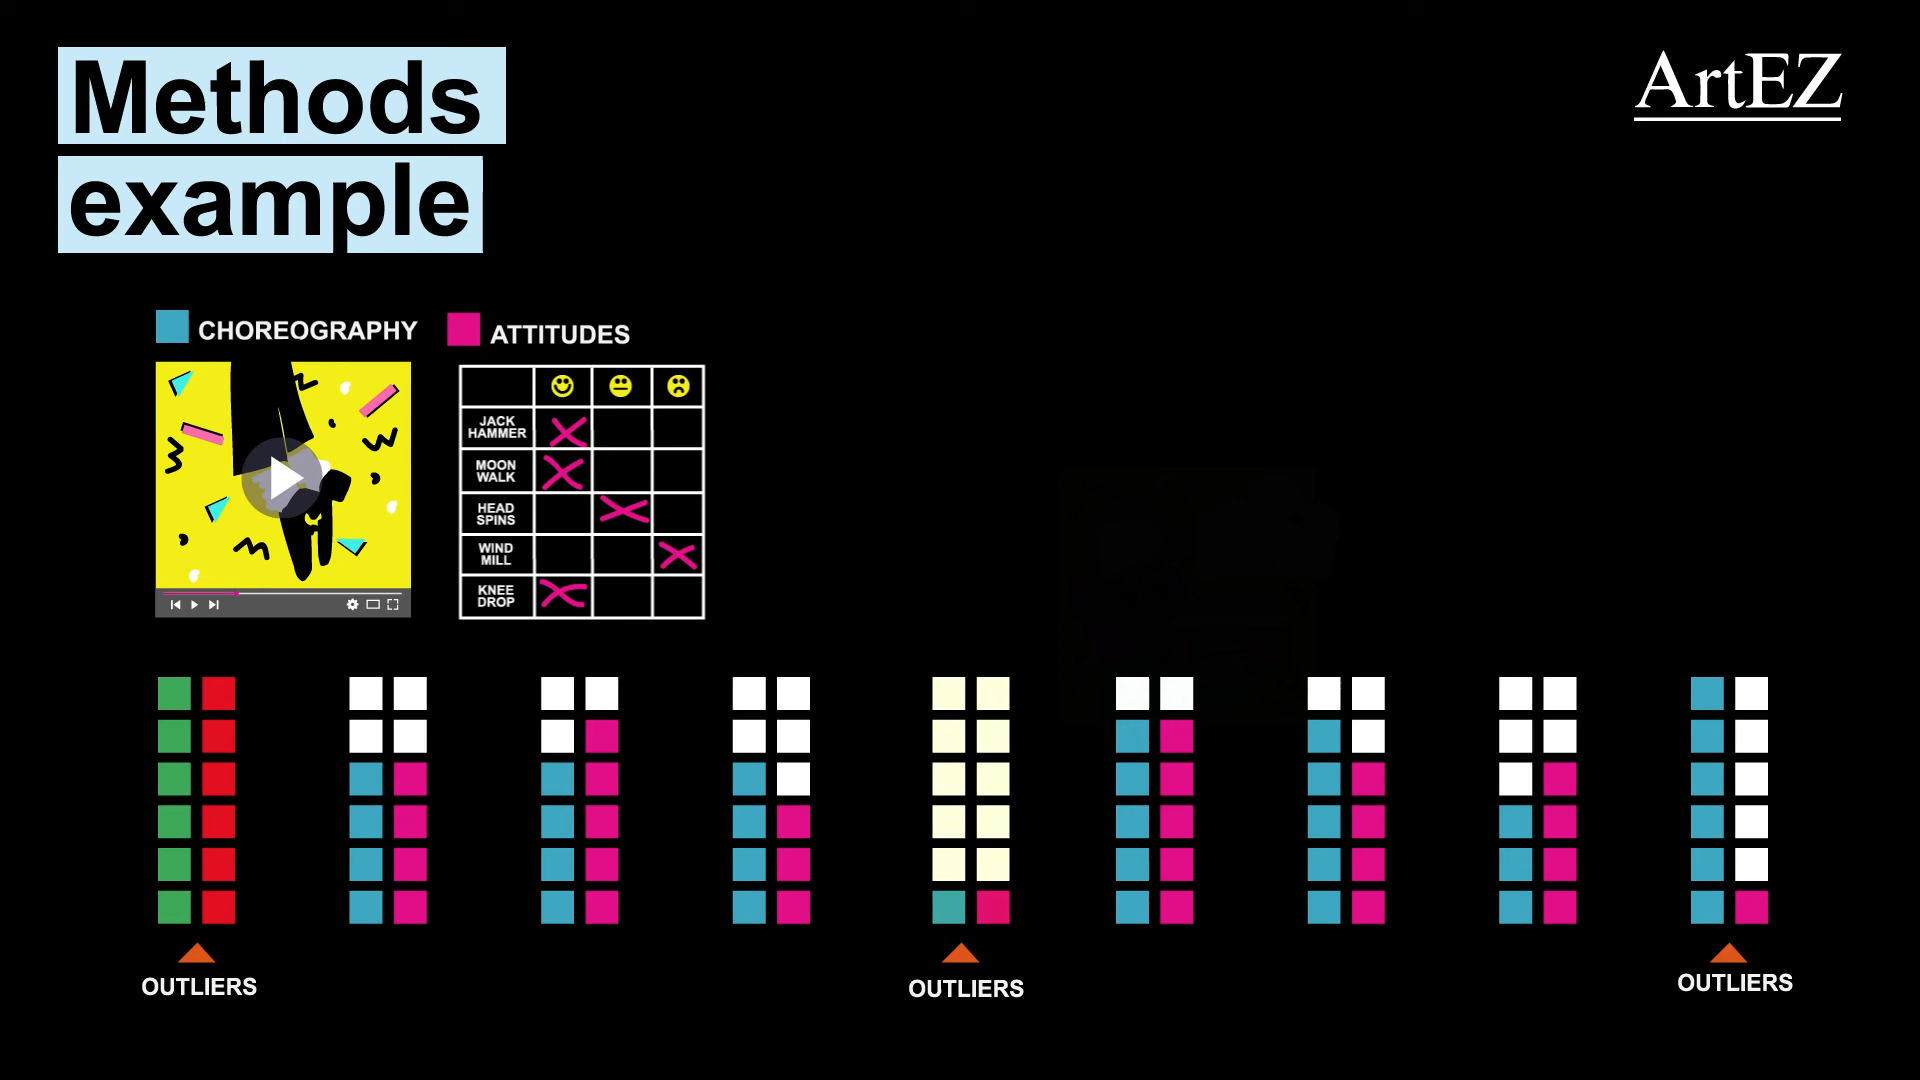 Methods
example
ArtEZ
CHOREOGRAPHY
ATTITUDES
JACK
HAMMER
MOON
WALK
HEAD
SPINS
WIND
MILL
KNEE
DROP
OUTLIERS
OUTLIERS
OUTLIERS